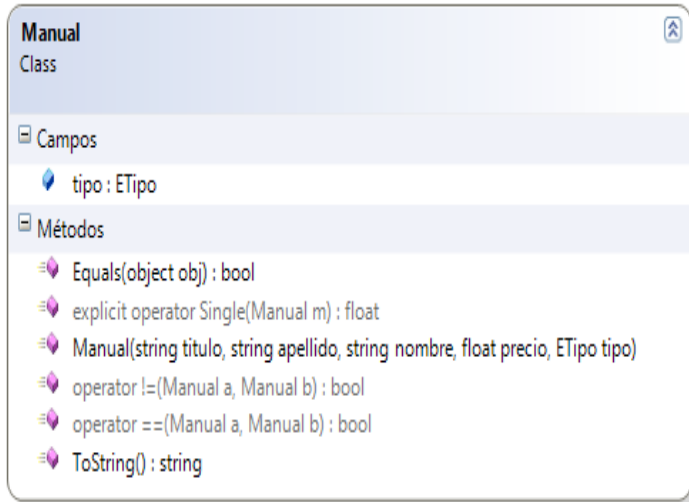 Manual
Class
Campos
tipo : ETipo
Métodos
Equals(object obj) : bool
explicit operator Single(Manual m) : float
Manual(string titulo, string apellido, string nombre, float precio, ETipo tipo)
operator !=(Manual a, Manual b) : bool
operator ==(Manual a, Manual b) : bool
ToString() : string